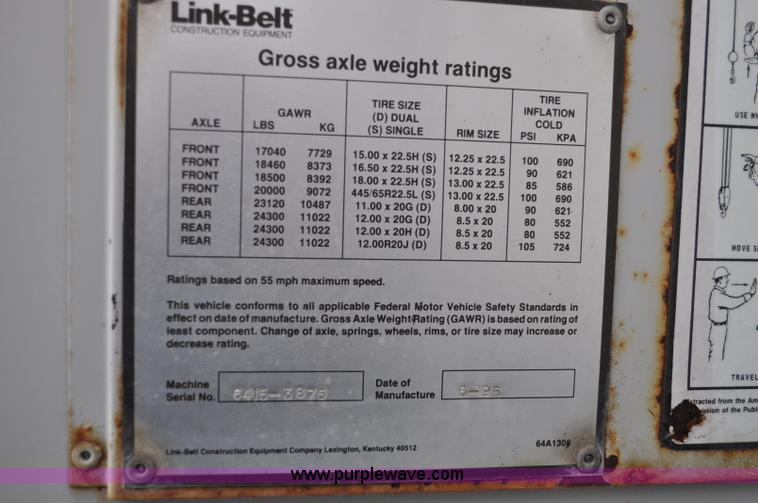 Link-Belt
CONSTRUCTION EQUIPMENT
Gross axle weight ratings
AXLE GAWR LBS KG TIRE SIZE (D) DUAL (S) SINGLE RIM SIZE TIRE INFLATION COLD PSI KPA
FRONT 17040 7729 15.00 x 22.5H (S) 12.25 x 22.5 100 690
FRONT 18460 8373 16.50 x 22.5H (S) 12.25 x 22.5 90 621
FRONT 18500 8392 18.00 x 22.5H (S) 13.00 x 22.5 85 586
FRONT 20000 9072 445/65R22.5L (S) 13.00 x 22.5 100 690
REAR 23120 10487 11.00 x 20G (D) 8.00 x 20 90 621
REAR 24300 11022 12.00 x 20G (D) 8.5 x 20 80 552
REAR 24300 11022 12.00 x 20H (D) 8.5 x 20 80 552
REAR 24300 11022 12.00R20J (D) 8.5 x 20 105 724
Ratings based on 55 mph maximum speed.
This vehicle conforms to all applicable Federal Motor Vehicle Safety Standards in
effect on date of manufacture. Gross Axle Weight Rating (GAWR) is based on rating of
least component. Change of axle, springs, wheels, rims, or tire size may increase or
decrease rating.
Machine Serial No. 6415-3875 Date of Manufacture 6-95
Link-Belt Construction Equipment Company Lexington, Kentucky 40512 64A1306
USE
MOVE
TRAVEL
from the
of the
www.purplewave.com